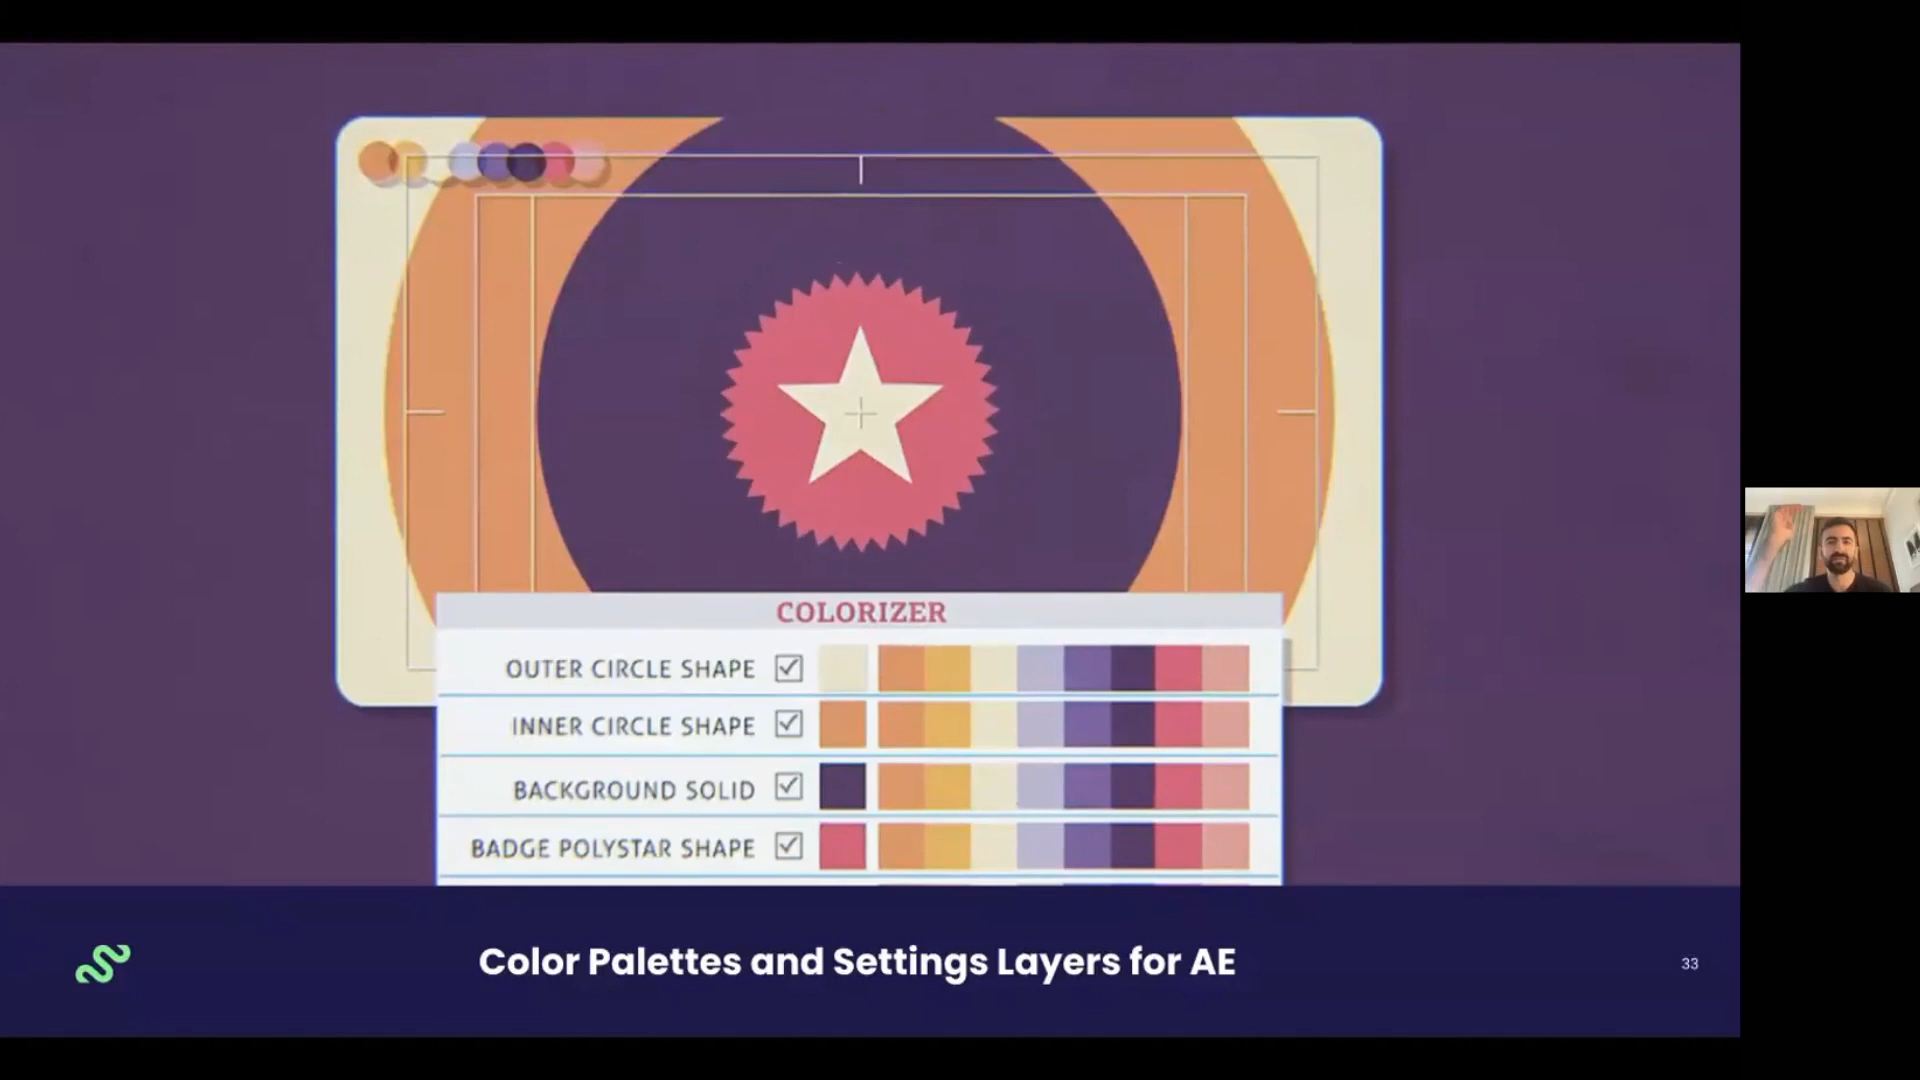 COLORIZER
OUTER CIRCLE SHAPE
INNER CIRCLE SHAPE
BACKGROUND SOLID
BADGE POLYSTAR SHAPE
Color Palettes and Settings Layers for AE
33